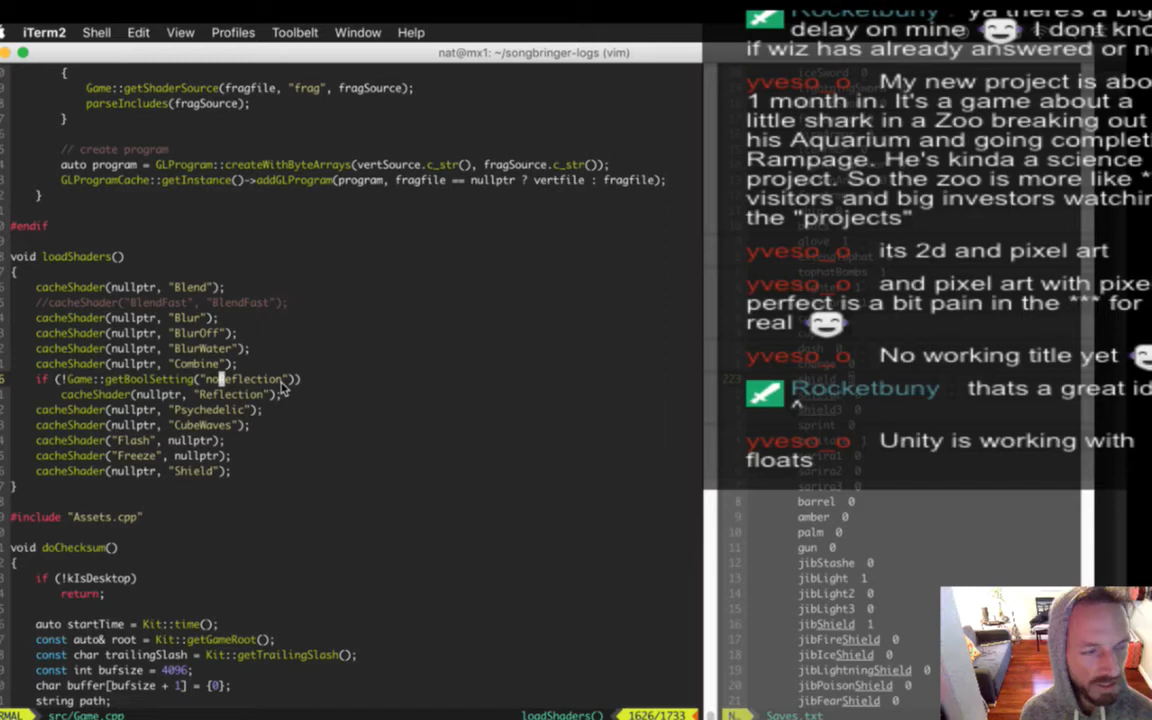 iTerm2 Shell Edit View Profiles Toolbelt Window Help
nat@mx1: ~/songbringer-logs (vim)
{
Game::getShaderSource(fragfile, "frag", fragSource);
parseIncludes(fragSource);
}
// create program
auto program = GLProgram::createWithByteArrays(vertSource.c_str(), fragSource.c_str());
GLProgramCache::getInstance()->addGLProgram(program, fragfile == nullptr ? vertfile : fragfile);
}
#endif
void loadShaders()
{
cacheShader(nullptr, "Blend");
//cacheShader("BlendFast", "BlendFast");
cacheShader(nullptr, "Blur");
cacheShader(nullptr, "BlurOff");
cacheShader(nullptr, "BlurWater");
cacheShader(nullptr, "Combine");
if (!Game::getBoolSetting("noReflection"))
cacheShader(nullptr, "Reflection");
cacheShader(nullptr, "Psychedelic");
cacheShader(nullptr, "CubeWaves");
cacheShader("Flash", nullptr);
cacheShader("Freeze", nullptr);
cacheShader(nullptr, "Shield");
}
#include "Assets.cpp"
void doChecksum()
{
if (!kIsDesktop)
return;
auto startTime = Kit::time();
const auto& root = Kit::getGameRoot();
const char trailingSlash = Kit::getTrailingSlash();
const int bufsize = 4096;
char buffer[bufsize + 1] = {0};
string path;
RMAL src/Game.cpp loadShaders() 1626/1733
Rocketbuny ya theres a big
delay on mine I dont kno
if wiz has already answered or no
yveso_o My new project is abo
1 month in. It's a game about a
little shark in a Zoo breaking out
his Aquarium and going complet
Rampage. He's kinda a science
project. So the zoo is more like *
visitors and big investors watchin
the "projects"
yveso_o its 2d and pixel art
yveso_o and pixel art with pixe
perfect is a bit pain in the *** for
real
yveso_o No working title yet
Rocketbuny thats a great id
^
yveso_o Unity is working with
floats
8 barrel 0
9 amber 0
10 palm 0
11 gun 0
12 jibStashe 0
13 jibLight 1
14 jibLight2 0
15 jibLight3 0
16 jibShield 1
17 jibFireShield 0
18 jibIceShield 0
19 jibLightningShield 0
20 jibPoisonShield 0
21 jibFearShield 0
N.. Saves.txt